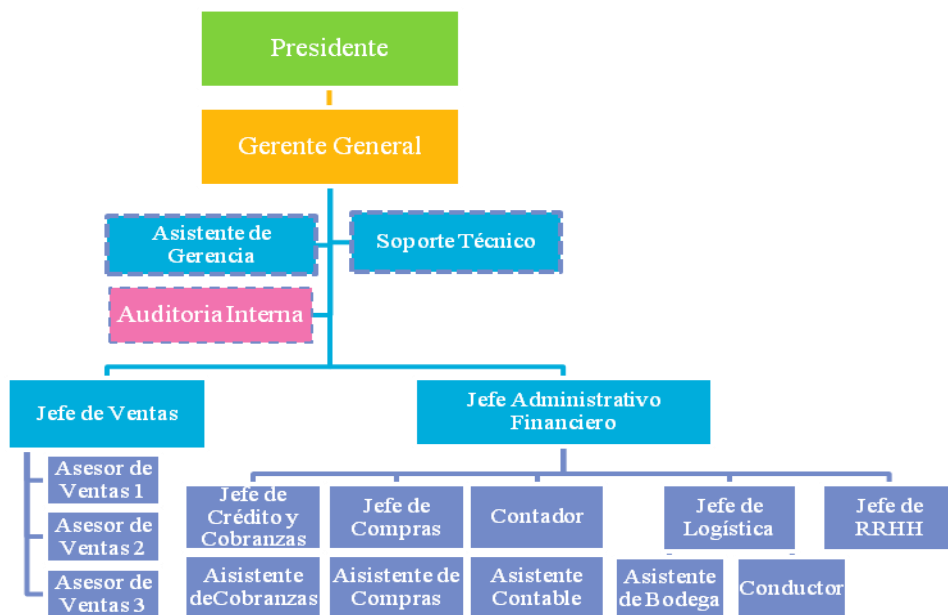 Presidente
Gerente General
Asistente de
Gerencia
Soporte Técnico
Auditoria Interna
Jefe de Ventas
Jefe Administrativo
Financiero
Asesor de
Ventas 1
Asesor de
Ventas 2
Asesor de
Ventas 3
Jefe de
Crédito y
Cobranzas
Jefe de
Compras
Contador
Jefe de
Logística
Jefe de
RRHH
Aisistente
deCobranzas
Aisistente de
Compras
Asistente
Contable
Asistente
de Bodega
Conductor